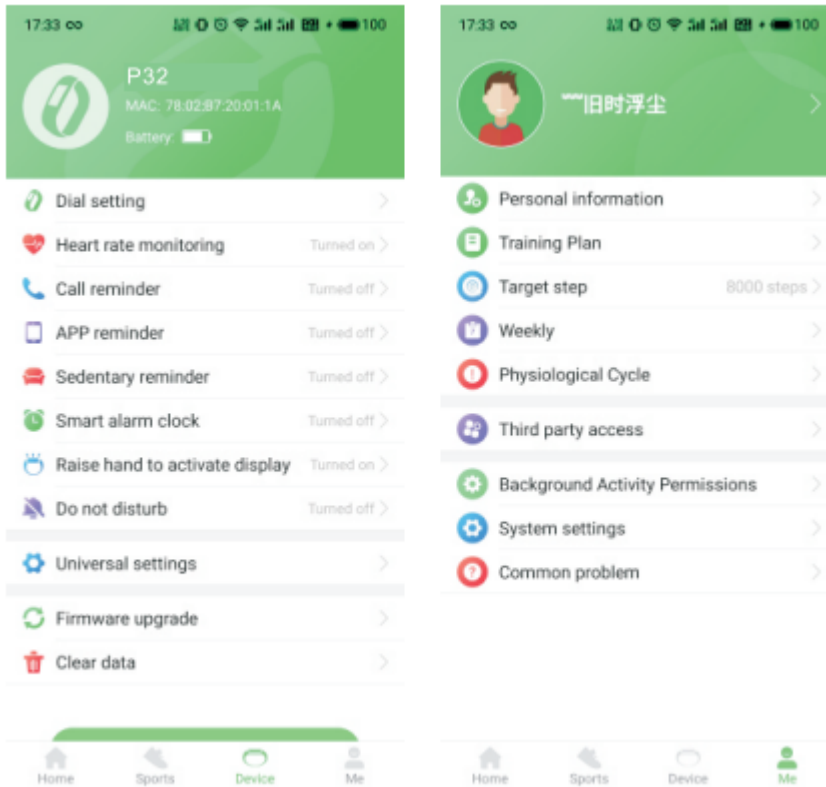 17:33
100
P32
MAC: 78:02:87:20:01:1A
Battery:
Dial setting
Heart rate monitoring Turned on
Call reminder Turned off
APP reminder Turned off
Sedentary reminder Turned off
Smart alarm clock Turned off
Raise hand to activate display Turned on
Do not disturb Turned off
Universal settings
Firmware upgrade
Clear data
Home Sports Device Me
17:33
100
旧时浮尘
Personal information
Training Plan
Target step 8000 steps
Weekly
Physiological Cycle
Third party access
Background Activity Permissions
System settings
Common problem
Home Sports Device Me